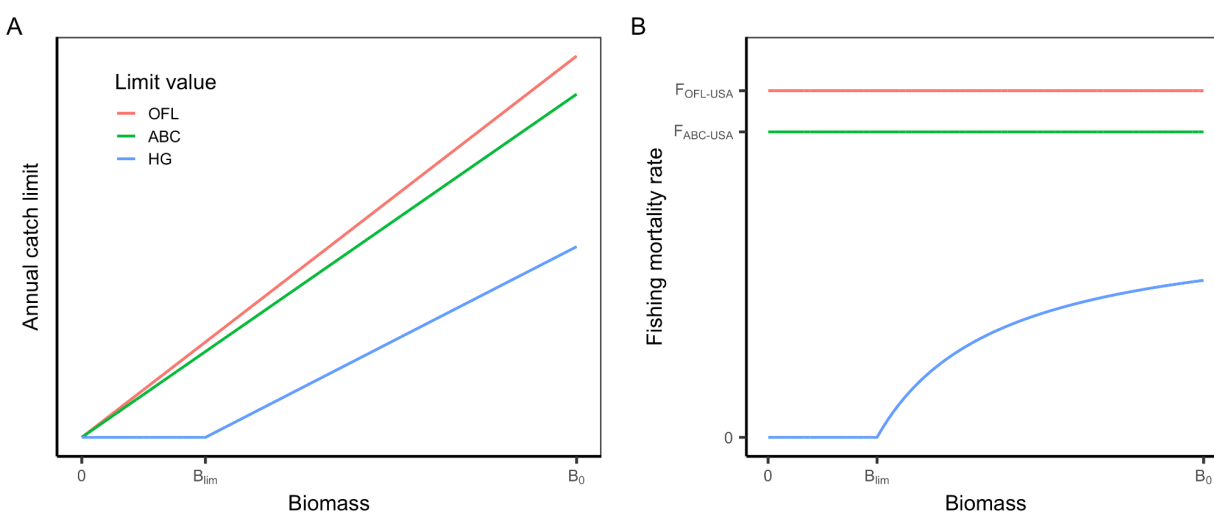 A
Limit value
OFL
ABC
HG
Annual catch limit
0
Blim
B0
Biomass
B
FOFL-USA
FABC-USA
Fishing mortality rate
0
0
Blim
B0
Biomass